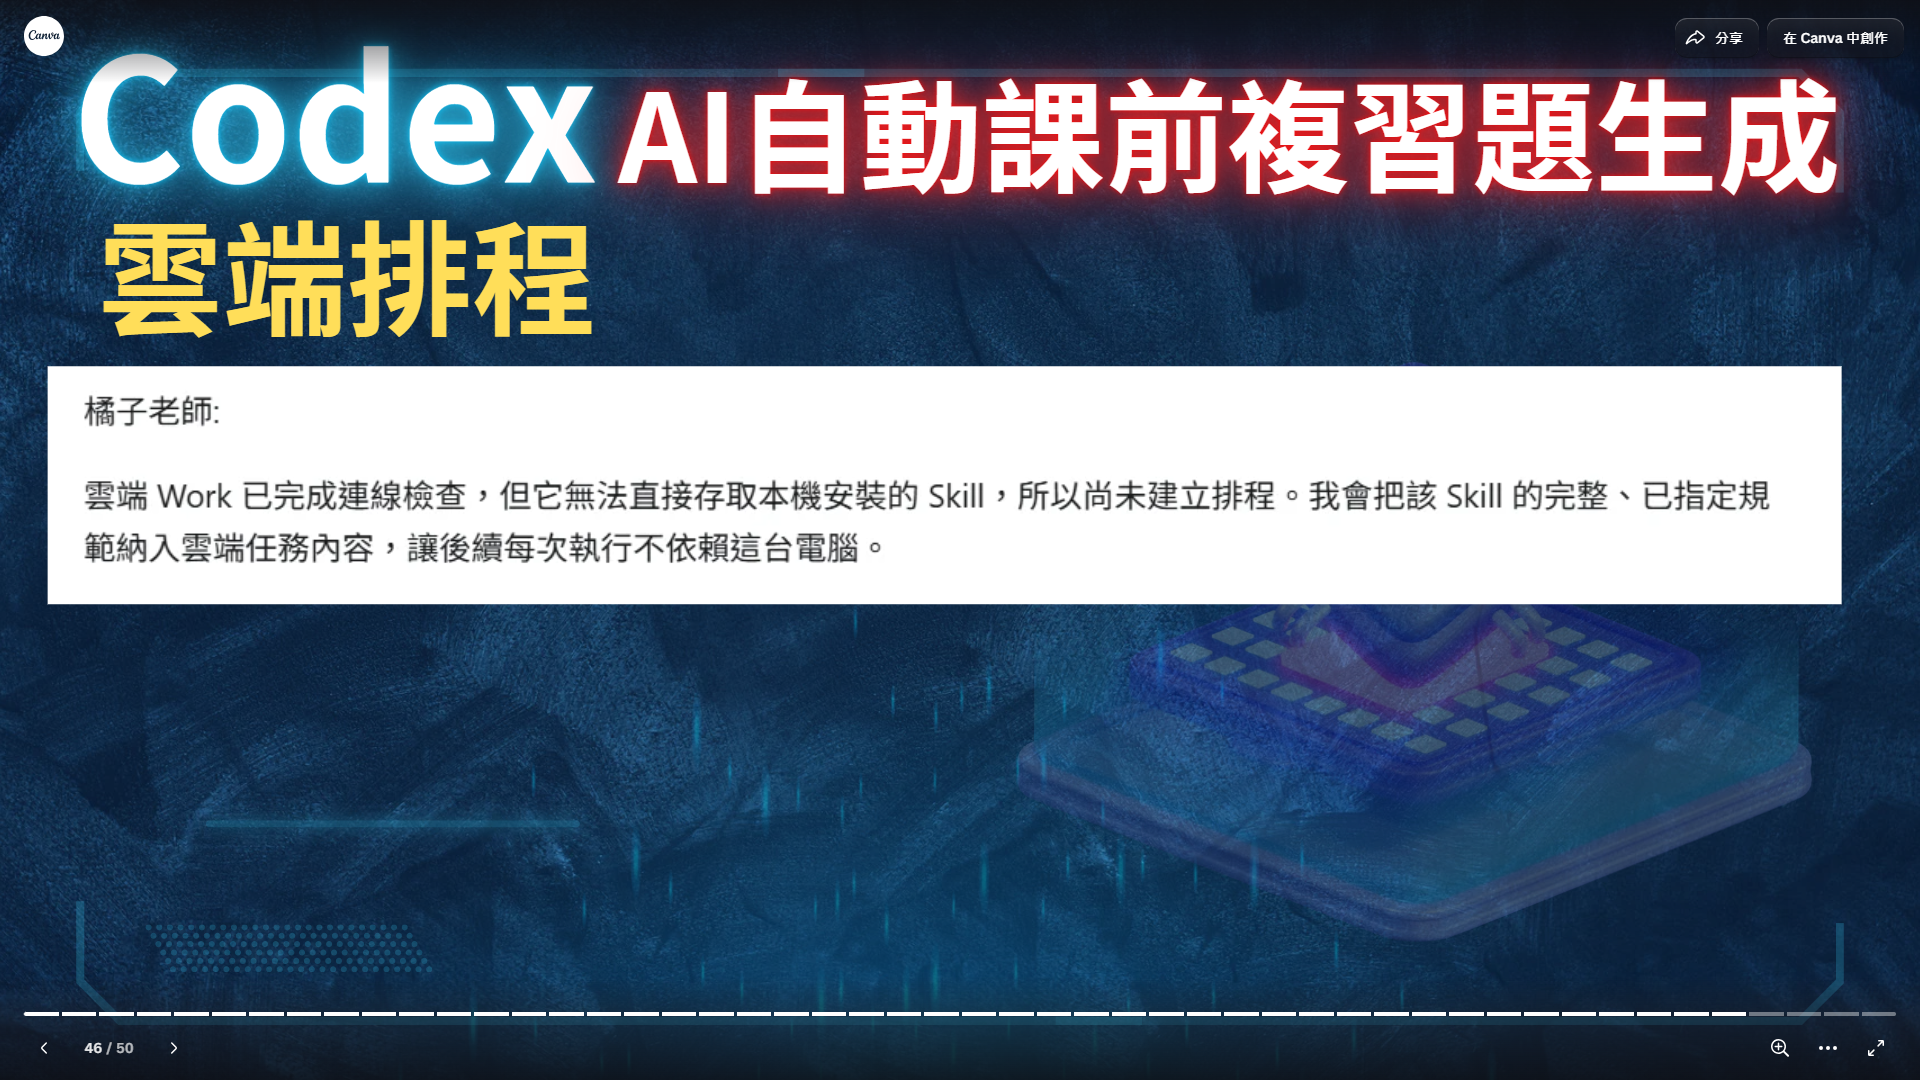 Canva
分享
在 Canva 中創作
Codex AI自動課前複習題生成
雲端排程
橘子老師:
雲端 Work 已完成連線檢查，但它無法直接存取本機安裝的 Skill，所以尚未建立排程。我會把該 Skill 的完整、已指定規
範納入雲端任務內容，讓後續每次執行不依賴這台電腦。
46 / 50